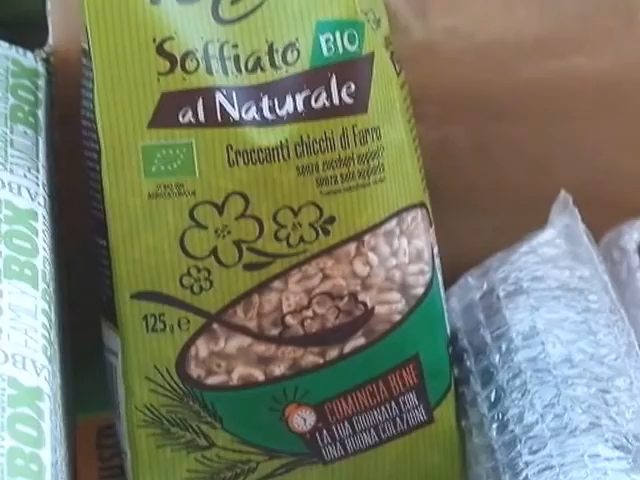 Soffiato BIO
al Naturale
Croccanti chicchi di Farro
senza zuccheri aggiunti
senza sale aggiunto
125 g e
COMINCIA BENE
LA TUA GIORNATA CON
UNA BUONA COLAZIONE
BOX
BOX
BOX